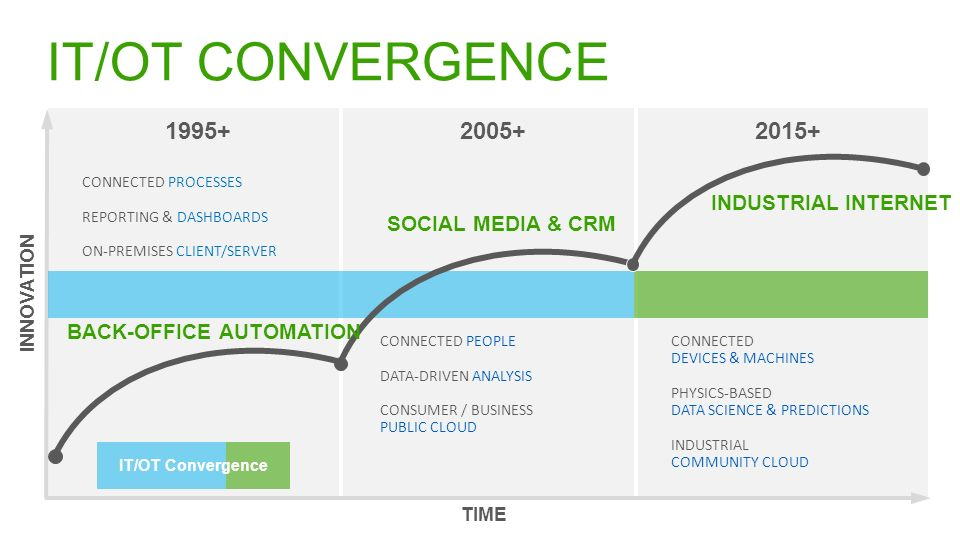 IT/OT CONVERGENCE
1995+
CONNECTED PROCESSES
REPORTING & DASHBOARDS
ON-PREMISES CLIENT/SERVER
BACK-OFFICE AUTOMATION
IT/OT Convergence
2005+
SOCIAL MEDIA & CRM
CONNECTED PEOPLE
DATA-DRIVEN ANALYSIS
CONSUMER / BUSINESS
PUBLIC CLOUD
2015+
INDUSTRIAL INTERNET
CONNECTED
DEVICES & MACHINES
PHYSICS-BASED
DATA SCIENCE & PREDICTIONS
INDUSTRIAL
COMMUNITY CLOUD
INNOVATION
TIME